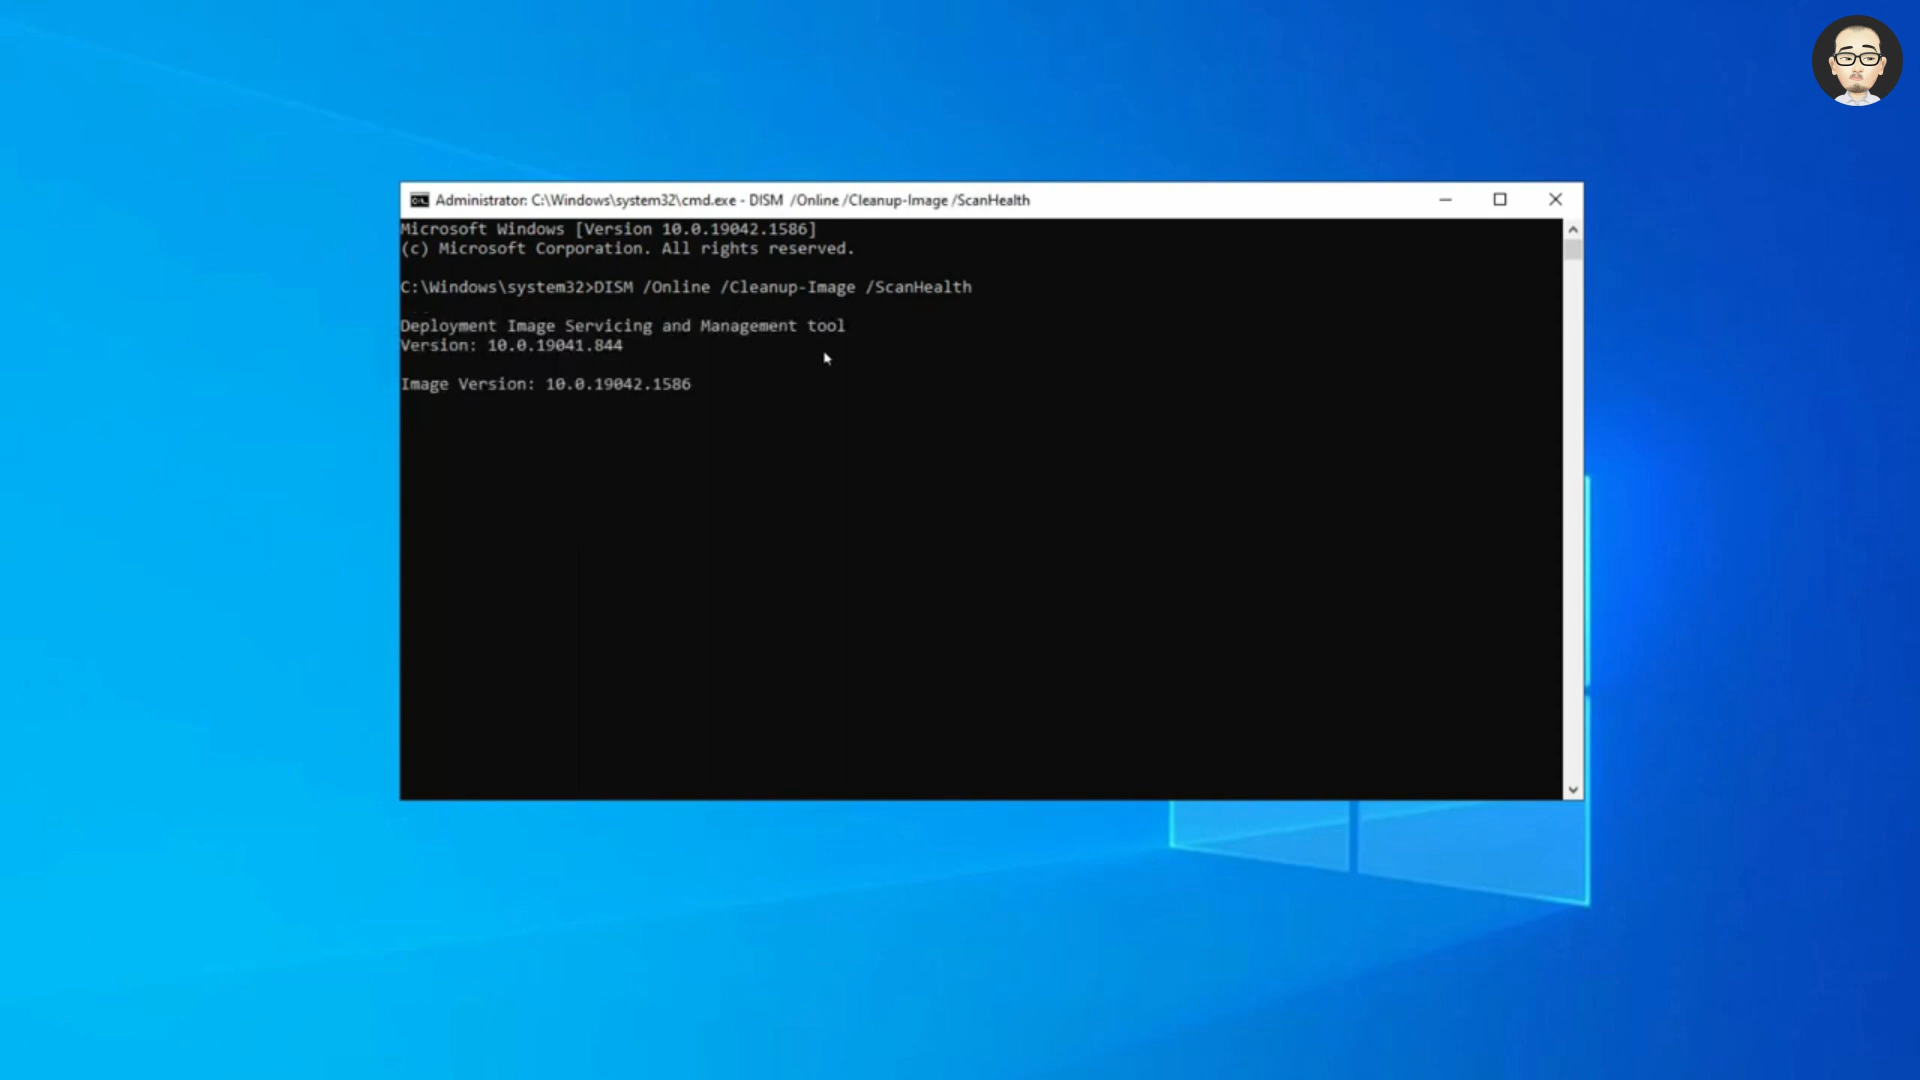 Administrator: C:\Windows\system32\cmd.exe - DISM /Online /Cleanup-Image /ScanHealth
Microsoft Windows [Version 10.0.19042.1586]
(c) Microsoft Corporation. All rights reserved.
C:\Windows\system32>DISM /Online /Cleanup-Image /ScanHealth
Deployment Image Servicing and Management tool
Version: 10.0.19041.844
Image Version: 10.0.19042.1586